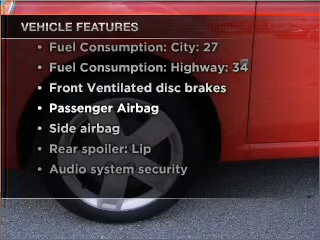 VEHICLE FEATURES
• Fuel Consumption: City: 27
• Fuel Consumption: Highway: 34
• Front Ventilated disc brakes
• Passenger Airbag
• Side airbag
• Rear spoiler: Lip
• Audio system security